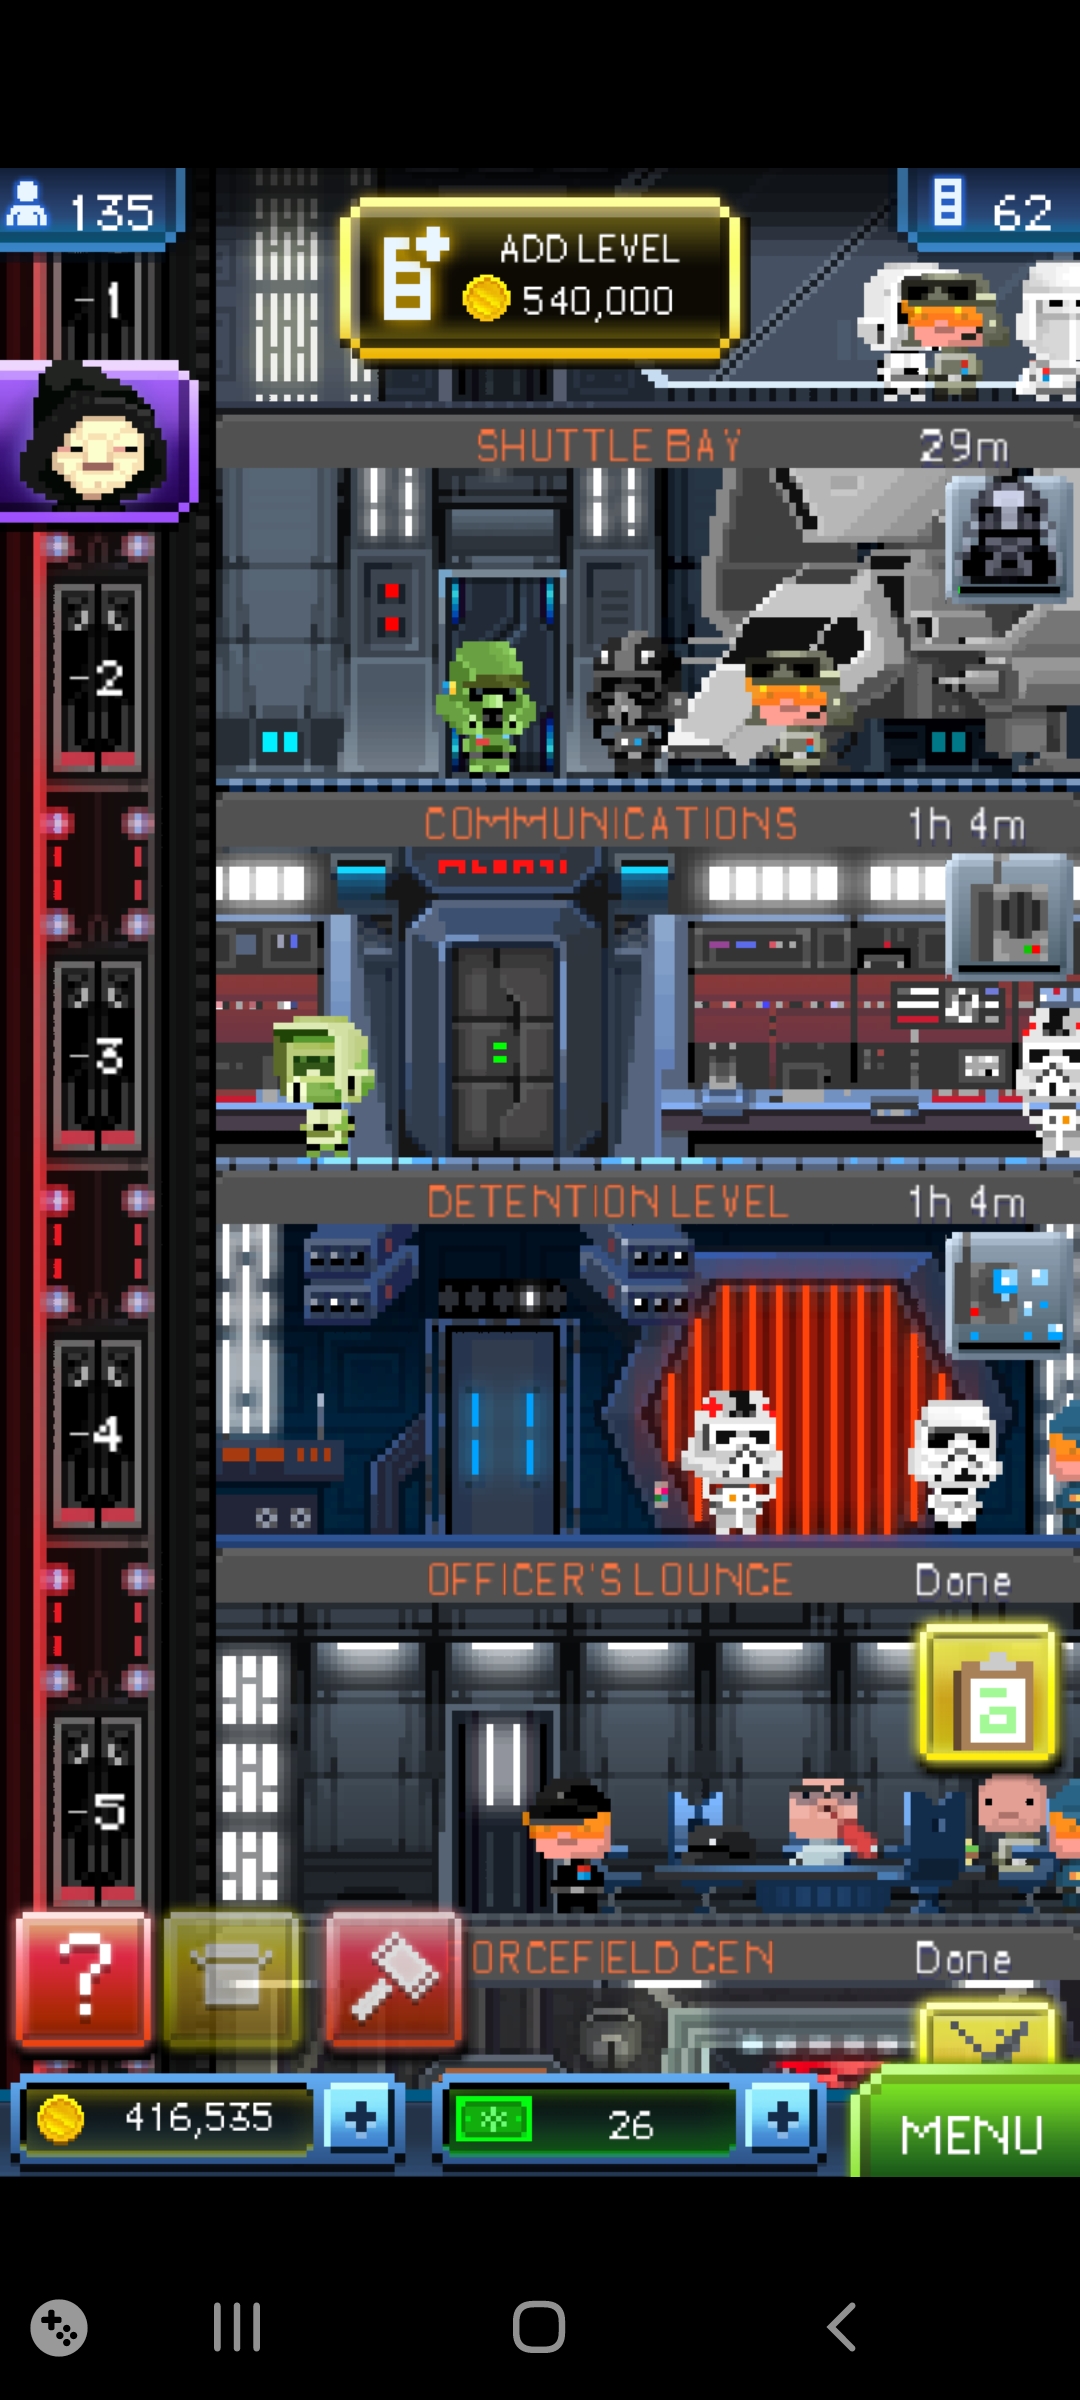 135
ADD LEVEL
540,000
62
-1
SHUTTLE BAY 29m
-2
COMMUNICATIONS 1h 4m
-3
DETENTION LEVEL 1h 4m
-4
OFFICER'S LOUNGE Done
-5
?
ORCEFIELD GEN Done
416,535
26
MENU